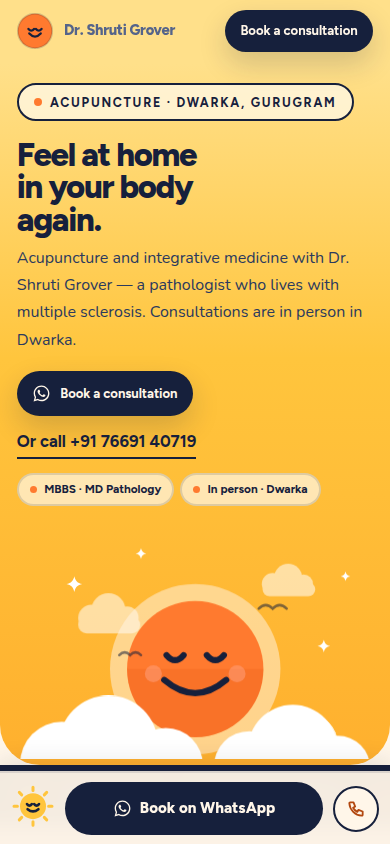 Dr. Shruti Grover
Book a consultation
ACUPUNCTURE · DWARKA, GURUGRAM
Feel at home
in your body
again.
Acupuncture and integrative medicine with Dr.
Shruti Grover — a pathologist who lives with
multiple sclerosis. Consultations are in person in
Dwarka.
Book a consultation
Or call +91 76691 40719
MBBS · MD Pathology
In person · Dwarka
Book on WhatsApp